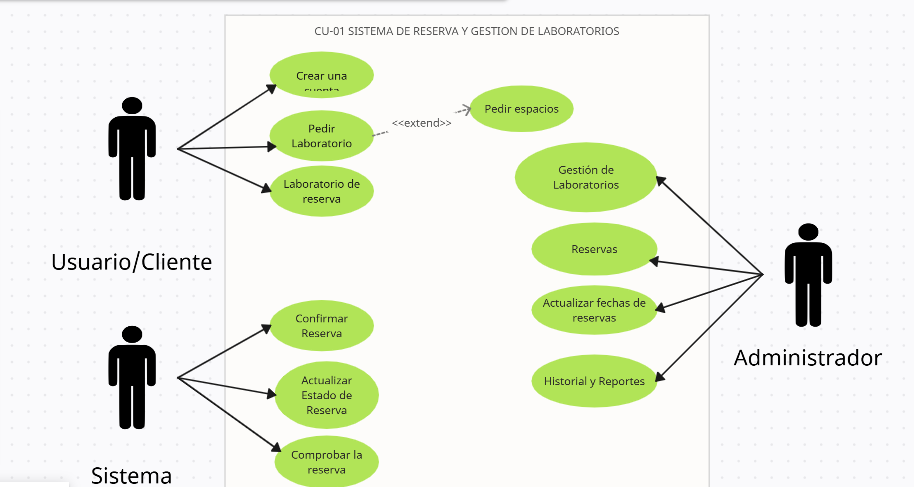 CU-01 SISTEMA DE RESERVA Y GESTION DE LABORATORIOS
Crear una
cuenta
Pedir
Laboratorio
<<extend>>
Pedir espacios
Laboratorio de
reserva
Usuario/Cliente
Gestión de
Laboratorios
Reservas
Actualizar fechas de
reservas
Historial y Reportes
Administrador
Confirmar
Reserva
Actualizar
Estado de
Reserva
Comprobar la
reserva
Sistema